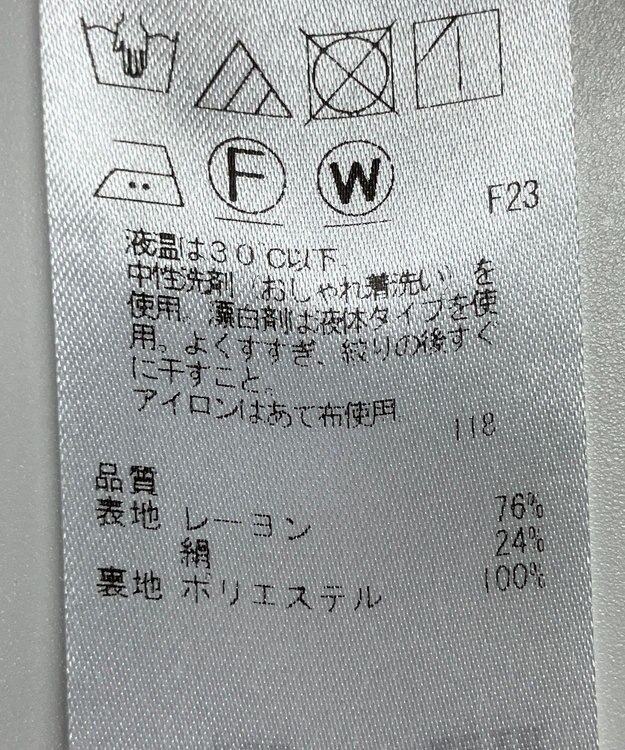 F W
F23
液温は30℃以下
中性洗剤（おしゃれ着洗い）を
使用。漂白剤は液体タイプを使
用。よくすすぎ、絞りの後すぐ
に干すこと。
アイロンはあて布使用
118
品質
表地 レーヨン 76%
絹 24%
裏地 ポリエステル 100%